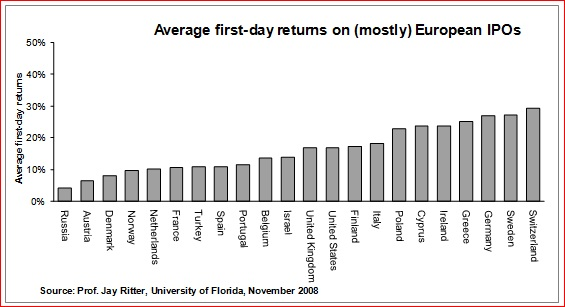 Average first-day returns on (mostly) European IPOs
Average first-day returns
50%
40%
30%
20%
10%
0%
Russia
Austria
Denmark
Norway
Netherlands
France
Turkey
Spain
Portugal
Belgium
Israel
United Kingdom
United States
Finland
Italy
Poland
Cyprus
Ireland
Greece
Germany
Sweden
Switzerland
Source: Prof. Jay Ritter, University of Florida, November 2008